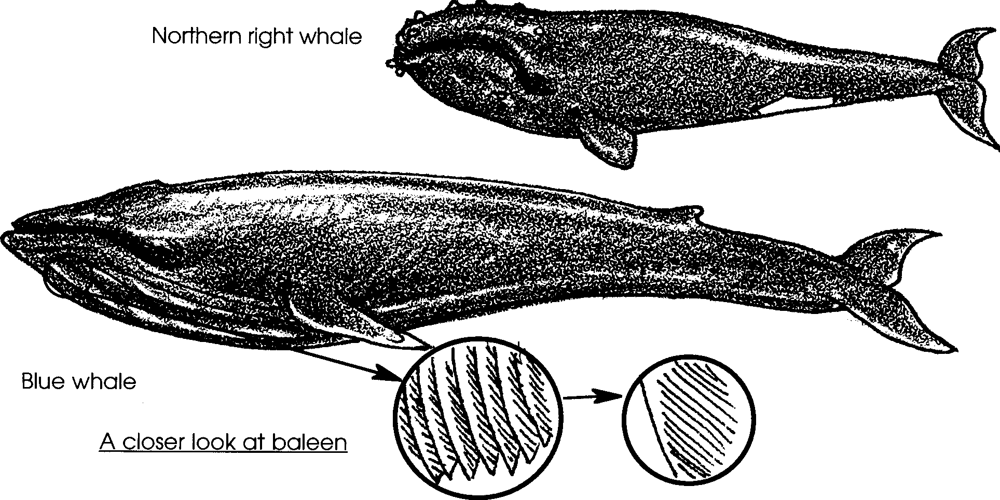 Northern right whale
Blue whale
A closer look at baleen